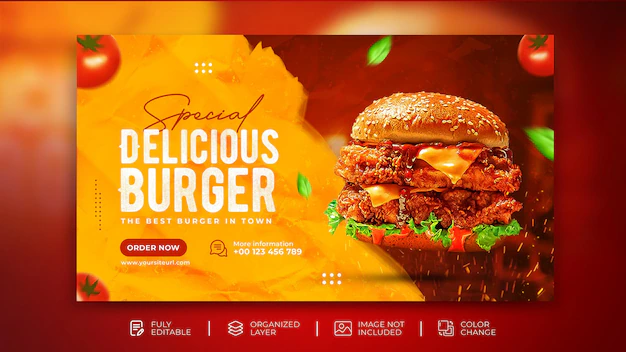 Special
DELICIOUS
BURGER
THE BEST BURGER IN TOWN
ORDER NOW
More information
+00 123 456 789
www.yoursiteurl.com
FULLY
EDITABLE
ORGANIZED
LAYER
IMAGE NOT
INCLUDED
COLOR
CHANGE